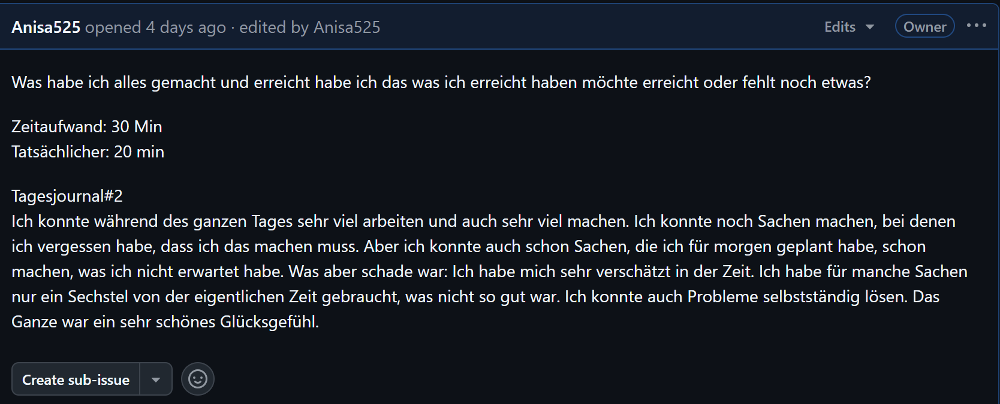 Anisa525 opened 4 days ago · edited by Anisa525 Edits Owner
Was habe ich alles gemacht und erreicht habe ich das was ich erreicht haben möchte erreicht oder fehlt noch etwas?
Zeitaufwand: 30 Min
Tatsächlicher: 20 min
Tagesjournal#2
Ich konnte während des ganzen Tages sehr viel arbeiten und auch sehr viel machen. Ich konnte noch Sachen machen, bei denen
ich vergessen habe, dass ich das machen muss. Aber ich konnte auch schon Sachen, die ich für morgen geplant habe, schon
machen, was ich nicht erwartet habe. Was aber schade war: Ich habe mich sehr verschätzt in der Zeit. Ich habe für manche Sachen
nur ein Sechstel von der eigentlichen Zeit gebraucht, was nicht so gut war. Ich konnte auch Probleme selbstständig lösen. Das
Ganze war ein sehr schönes Glücksgefühl.
Create sub-issue